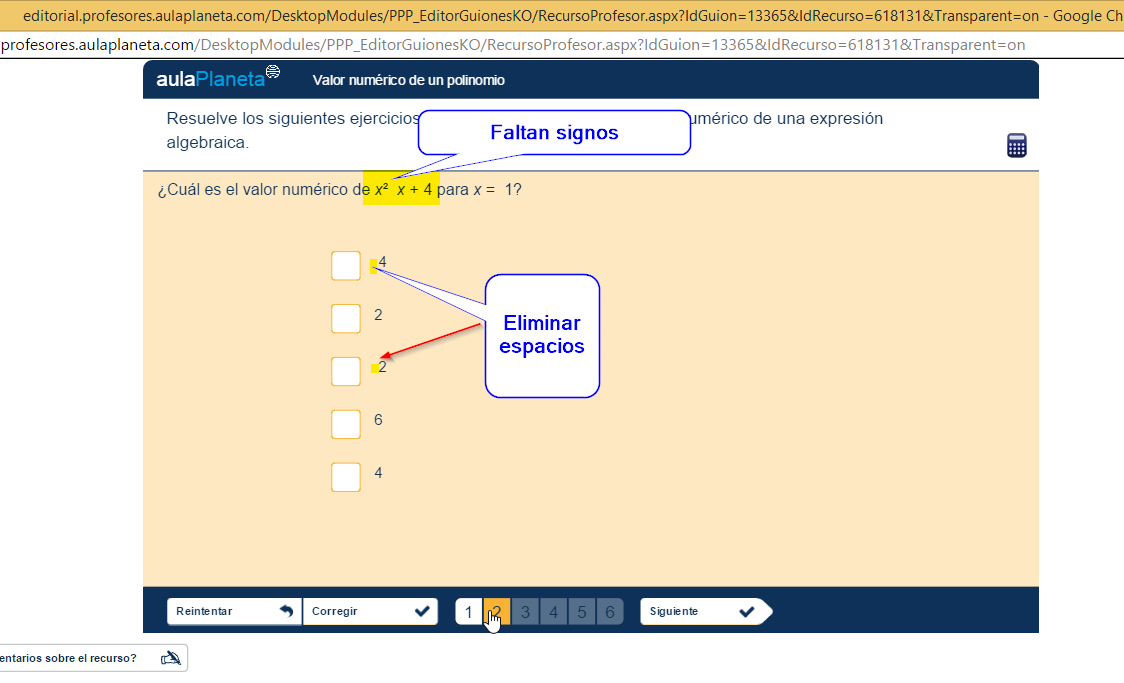 editorial.profesores.aulaplaneta.com/DesktopModules/PPP_EditorGuionesKO/RecursoProfesor.aspx?IdGuion=13365&IdRecurso=618131&Transparent=on - Google Ch
profesores.aulaplaneta.com/DesktopModules/PPP_EditorGuionesKO/RecursoProfesor.aspx?IdGuion=13365&IdRecurso=618131&Transparent=on
aulaPlaneta Valor numérico de un polinomio
Resuelve los siguientes ejercicios
umérico de una expresión
algebraica.
Faltan signos
¿Cuál es el valor numérico de x² x + 4 para x = 1?
4
2
2
6
4
Eliminar
espacios
Reintentar Corregir 1 2 3 4 5 6 Siguiente
entarios sobre el recurso?